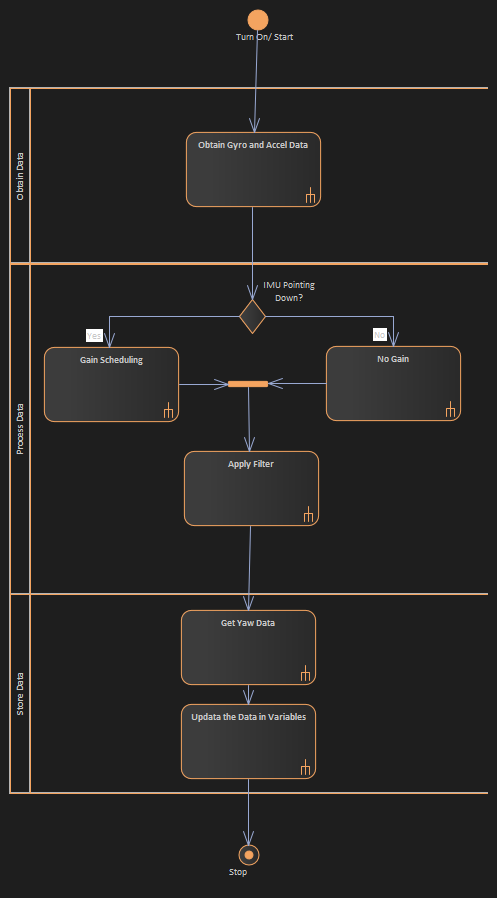 Turn On/ Start
Obtain Data
Obtain Gyro and Accel Data
Process Data
IMU Pointing
Down?
Yes
No
Gain Scheduling
No Gain
Apply Filter
Store Data
Get Yaw Data
Updata the Data in Variables
Stop